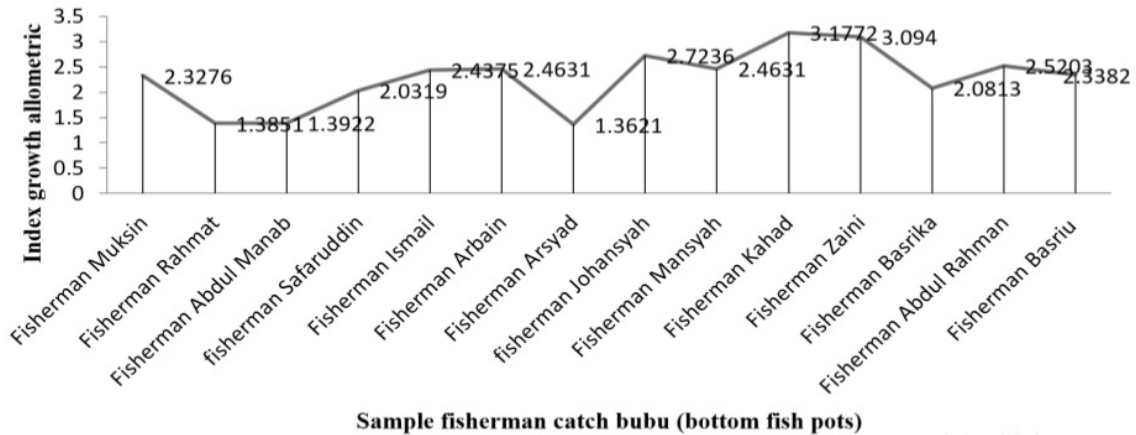 Index growth allometric
3.5
3
2.5
2
1.5
1
0.5
0
2.3276
1.3851
1.3922
2.0319
2.4375
2.4631
1.3621
2.7236
2.4631
3.1772
3.094
2.0813
2.5203
2.3382
Fisherman Muksin
Fisherman Rahmat
Fisherman Abdul Manab
fisherman Safaruddin
Fisherman Ismail
Fisherman Arbain
Fisherman Arsyad
fisherman Johansyah
Fisherman Mansyah
Fisherman Kahad
Fisherman Zaini
Fisherman Basrika
Fisherman Abdul Rahman
Fisherman Basriu
Sample fisherman catch bubu (bottom fish pots)